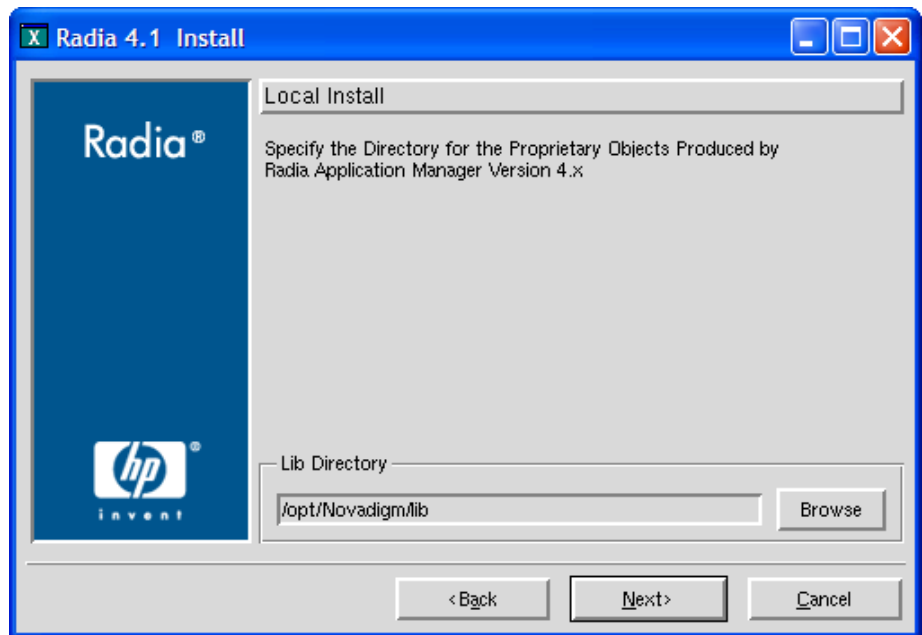 X Radia 4.1 Install
Radia®
Local Install
Specify the Directory for the Proprietary Objects Produced by
Radia Application Manager Version 4.x
hp®
invent
Lib Directory
/opt/Novadigm/lib
Browse
<Back
Next>
Cancel